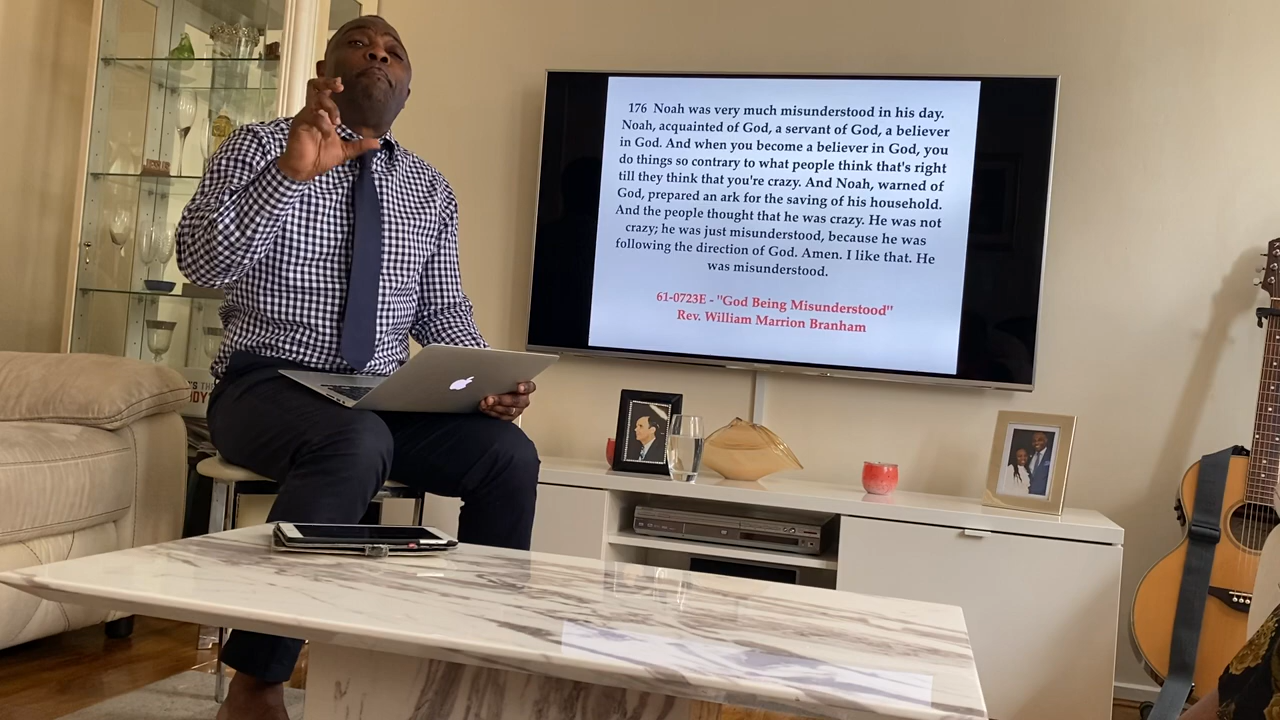 176 Noah was very much misunderstood in his day.
Noah, acquainted of God, a servant of God, a believer
in God. And when you become a believer in God, you
do things so contrary to what people think that's right
till they think that you're crazy. And Noah, warned of
God, prepared an ark for the saving of his household.
And the people thought that he was crazy. He was not
crazy; he was just misunderstood, because he was
following the direction of God. Amen. I like that. He
was misunderstood.
61-0723E - "God Being Misunderstood"
Rev. William Marrion Branham